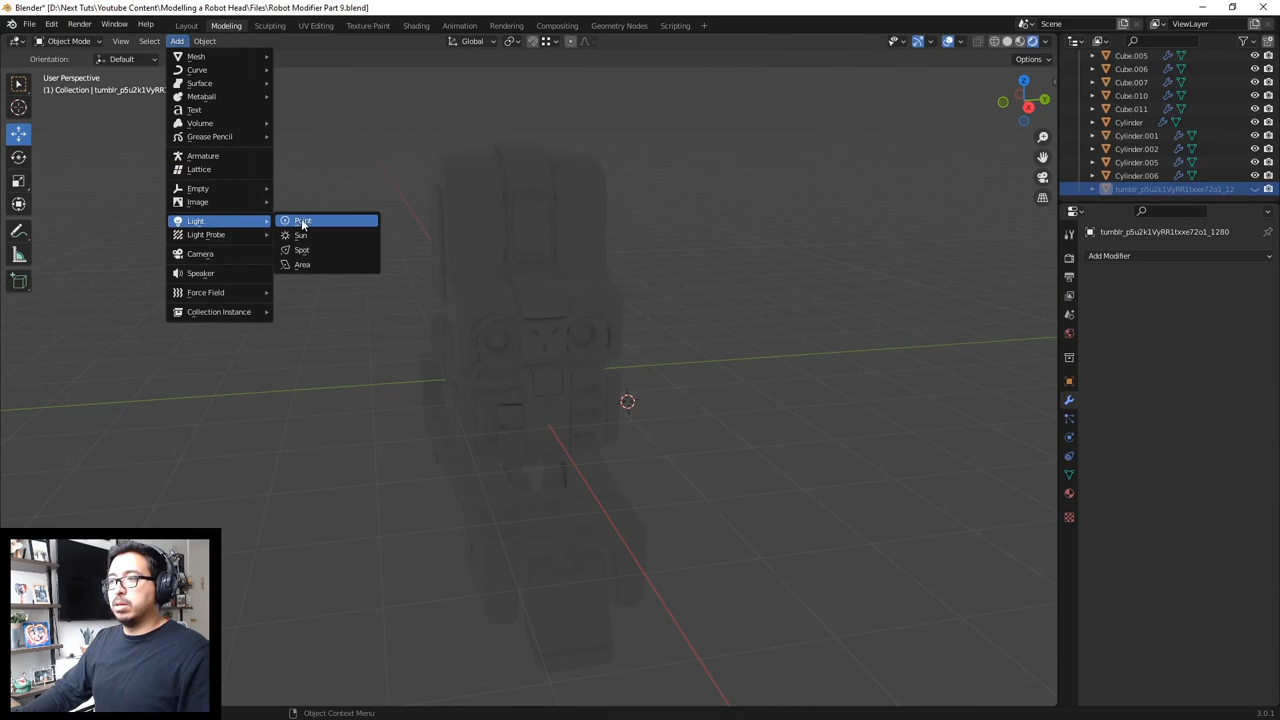 Blender* [D:\Next Tuts\Youtube Content\Modelling a Robot Head\Files\Robot Modifier Part 9.blend]
File Edit Render Window Help Layout Modeling Sculpting UV Editing Texture Paint Shading Animation Rendering Compositing Geometry Nodes Scripting + Scene ViewLayer
Object Mode View Select Add Object Global
Orientation: Default Options
User Perspective
(1) Collection | tumblr_p5u2k1VyRR1
Mesh
Curve
Surface
Metaball
Text
Volume
Grease Pencil
Armature
Lattice
Empty
Image
Light
Light Probe
Camera
Speaker
Force Field
Collection Instance
Point
Sun
Spot
Area
Z
Y
X
Cube.005
Cube.006
Cube.007
Cube.010
Cube.011
Cylinder
Cylinder.001
Cylinder.002
Cylinder.005
Cylinder.006
tumblr_p5u2k1VyRR1txxe72o1_12
tumblr_p5u2k1VyRR1txxe72o1_1280
Add Modifier
Object Context Menu
3.0.1